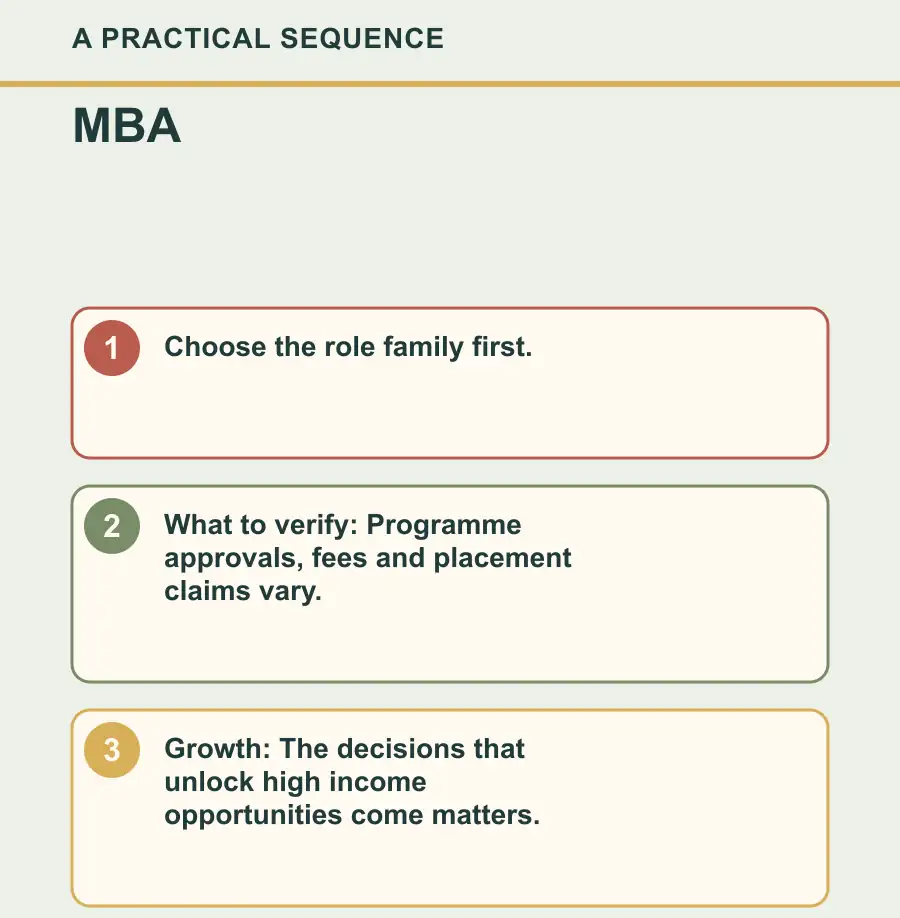 A PRACTICAL SEQUENCE
MBA
1
Choose the role family first.
2
What to verify: Programme
approvals, fees and placement
claims vary.
3
Growth: The decisions that
unlock high income
opportunities come matters.